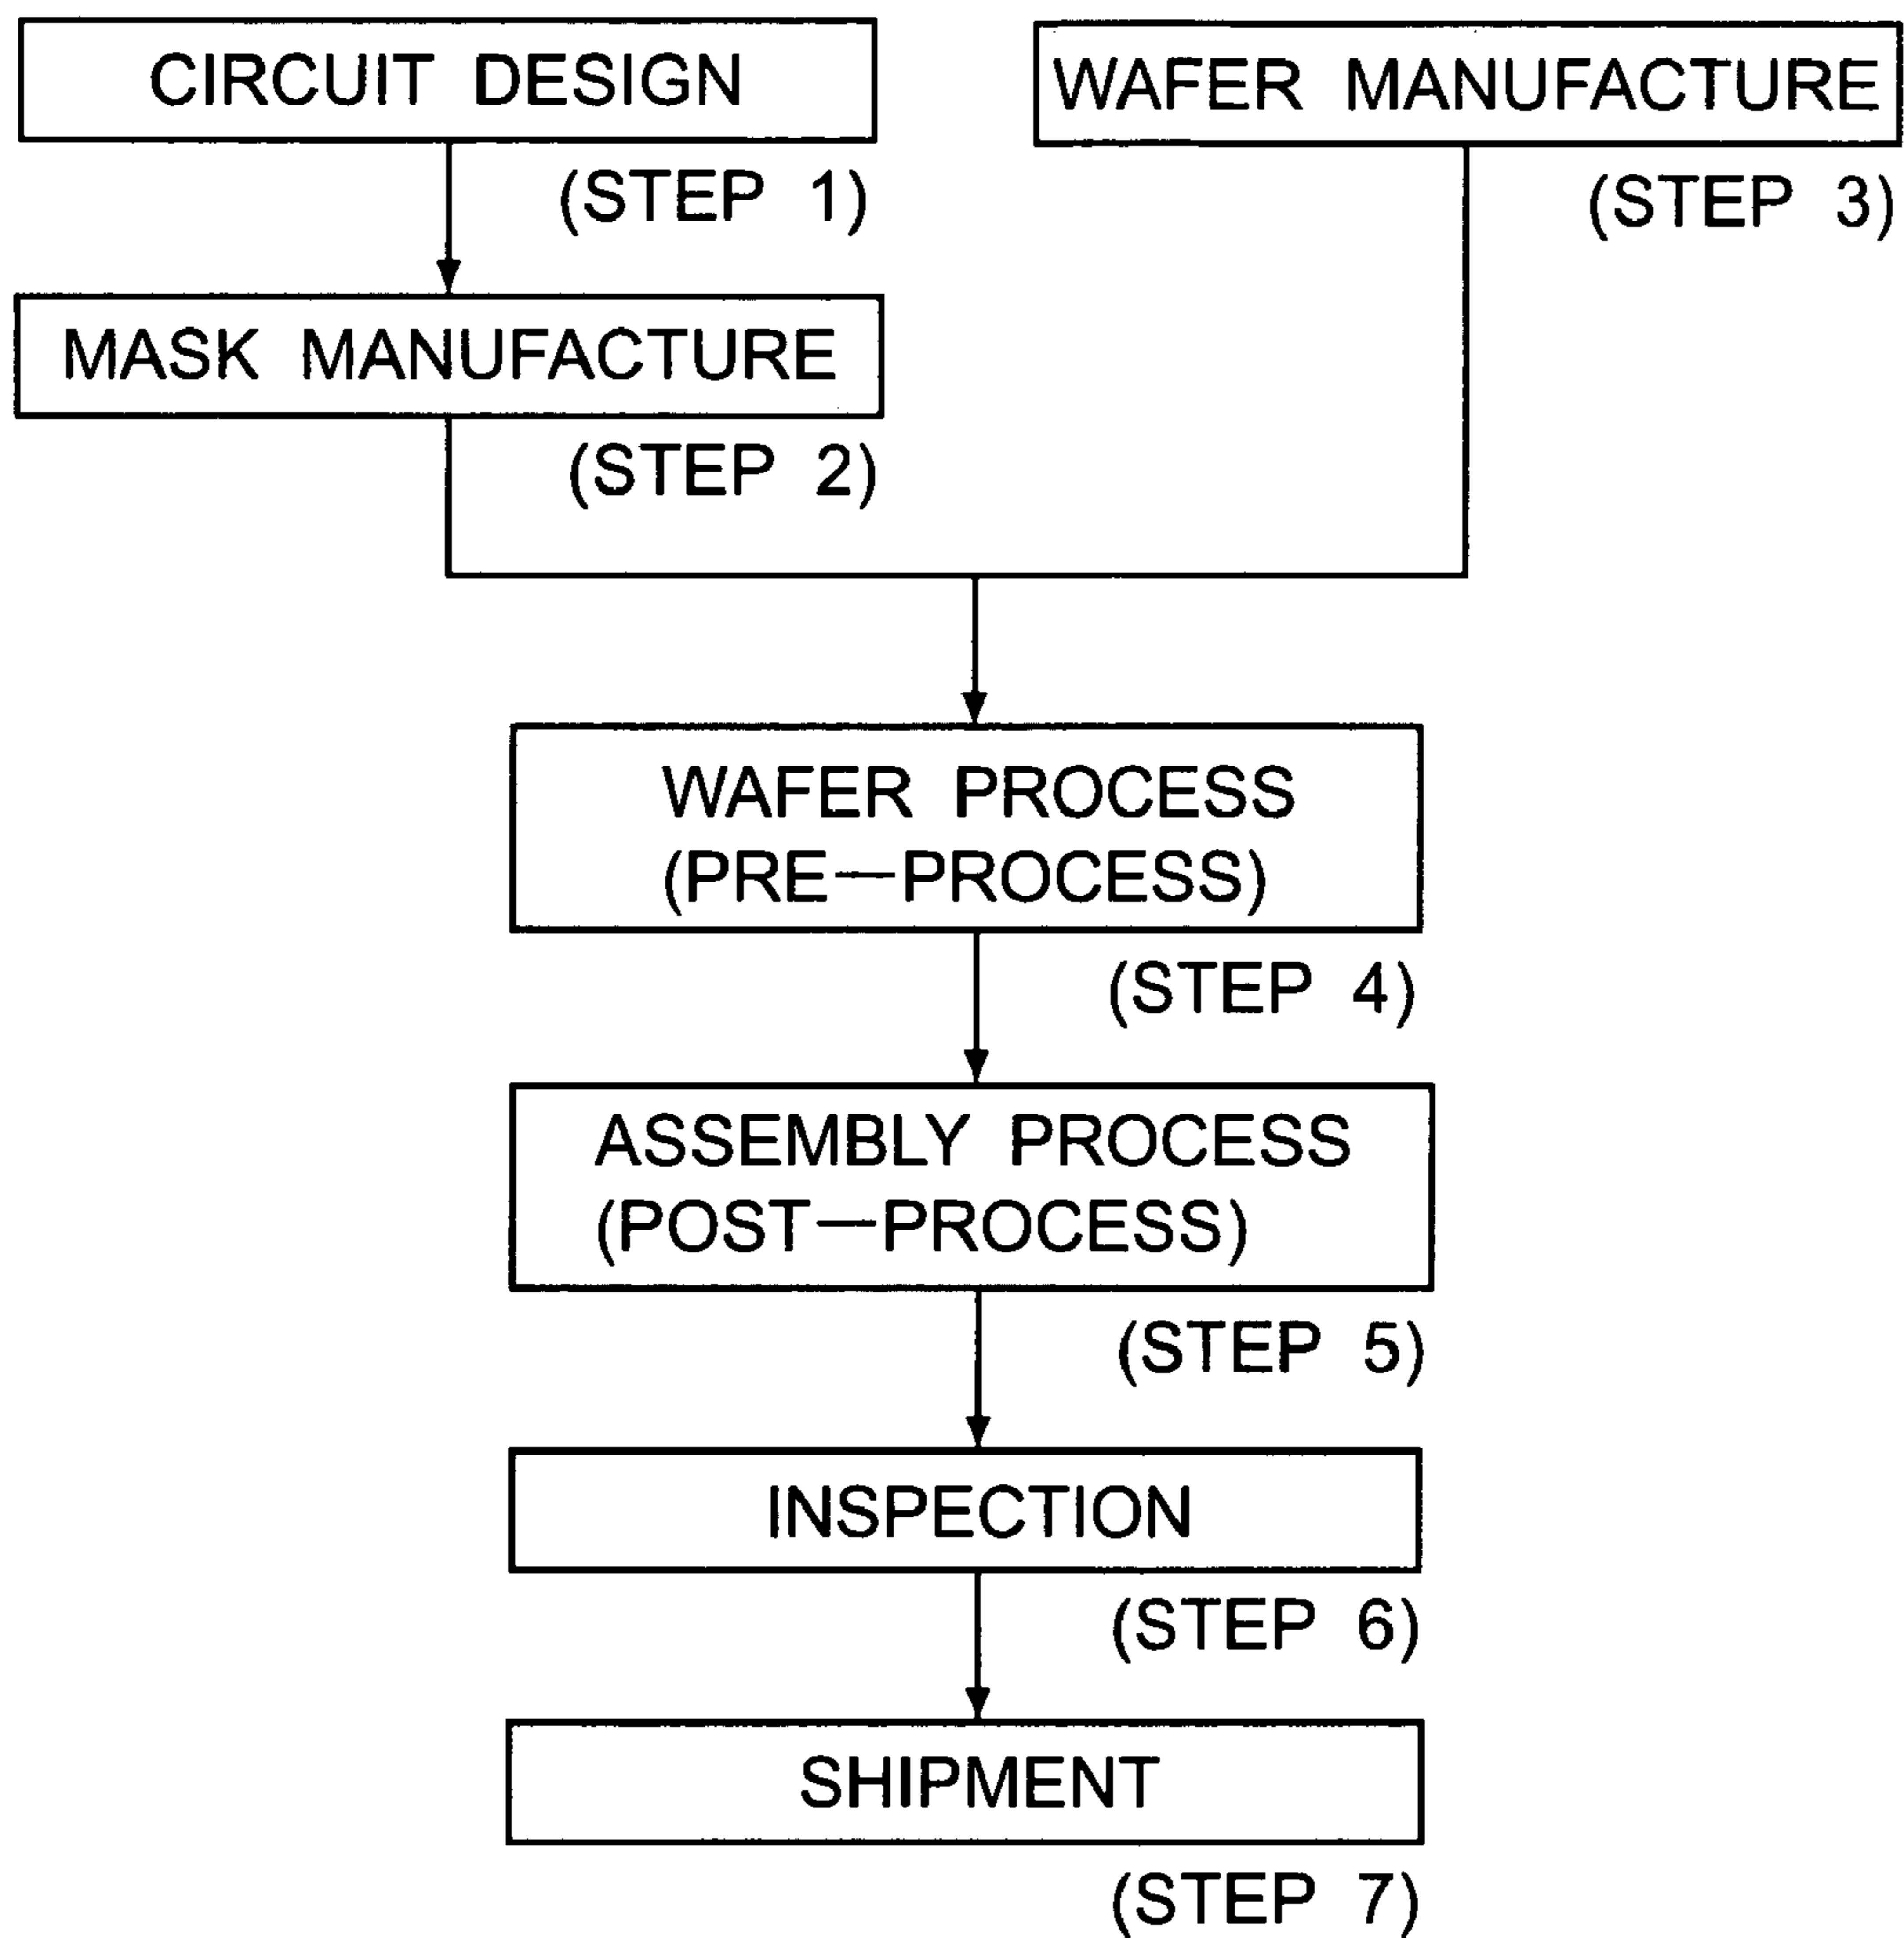 CIRCUIT DESIGN
(STEP 1)
MASK MANUFACTURE
(STEP 2)
WAFER MANUFACTURE
(STEP 3)
WAFER PROCESS
(PRE—PROCESS)
(STEP 4)
ASSEMBLY PROCESS
(POST—PROCESS)
(STEP 5)
INSPECTION
(STEP 6)
SHIPMENT
(STEP 7)